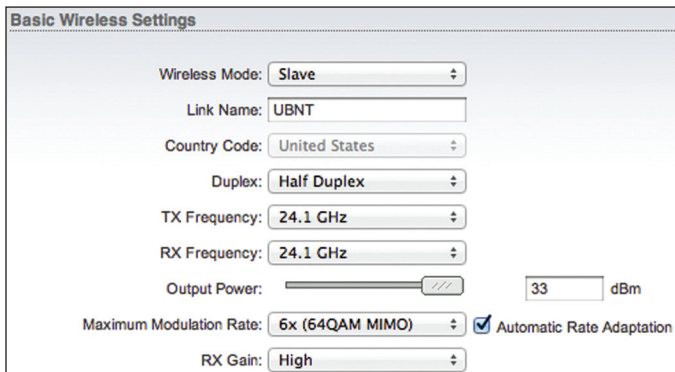 Basic Wireless Settings
Wireless Mode: Slave
Link Name: UBNT
Country Code: United States
Duplex: Half Duplex
TX Frequency: 24.1 GHz
RX Frequency: 24.1 GHz
Output Power: 33 dBm
Maximum Modulation Rate: 6x (64QAM MIMO) Automatic Rate Adaptation
RX Gain: High